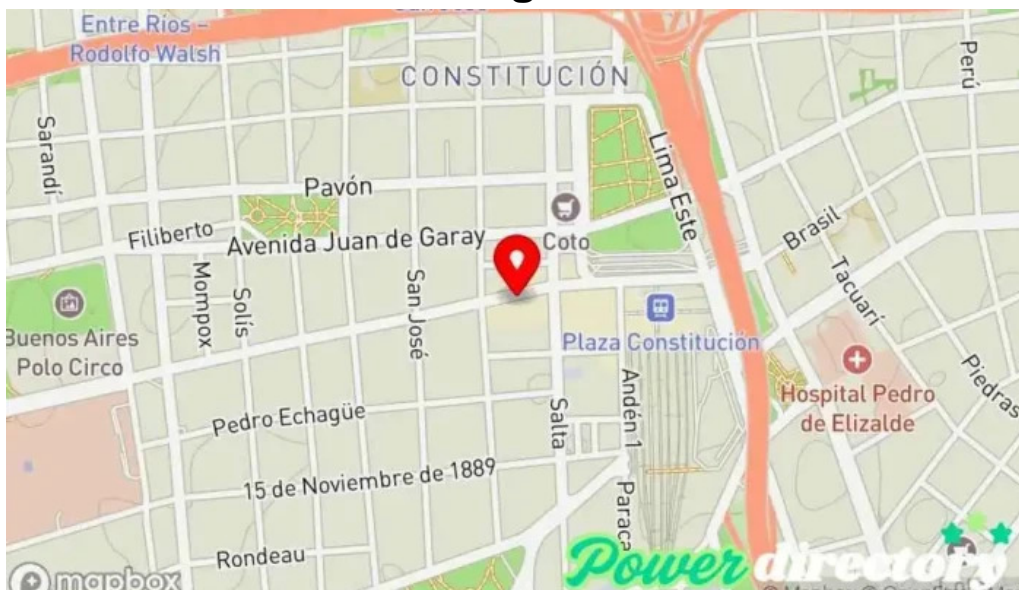 Entre Ríos –
Rodolfo Walsh
CONSTITUCIÓN
Perú
Sarandí
Lima Este
Pavón
Filiberto
Avenida Juan de Garay
Coto
Brasil
Tacuarí
Mompox
Solís
San José
Buenos Aires
Polo Circo
Plaza Constitución
Hospital Pedro
de Elizalde
Piedras
Pedro Echagüe
Salta
Andén 1
15 de Noviembre de 1889
Paraca
Rondeau
Power directory
mapbox